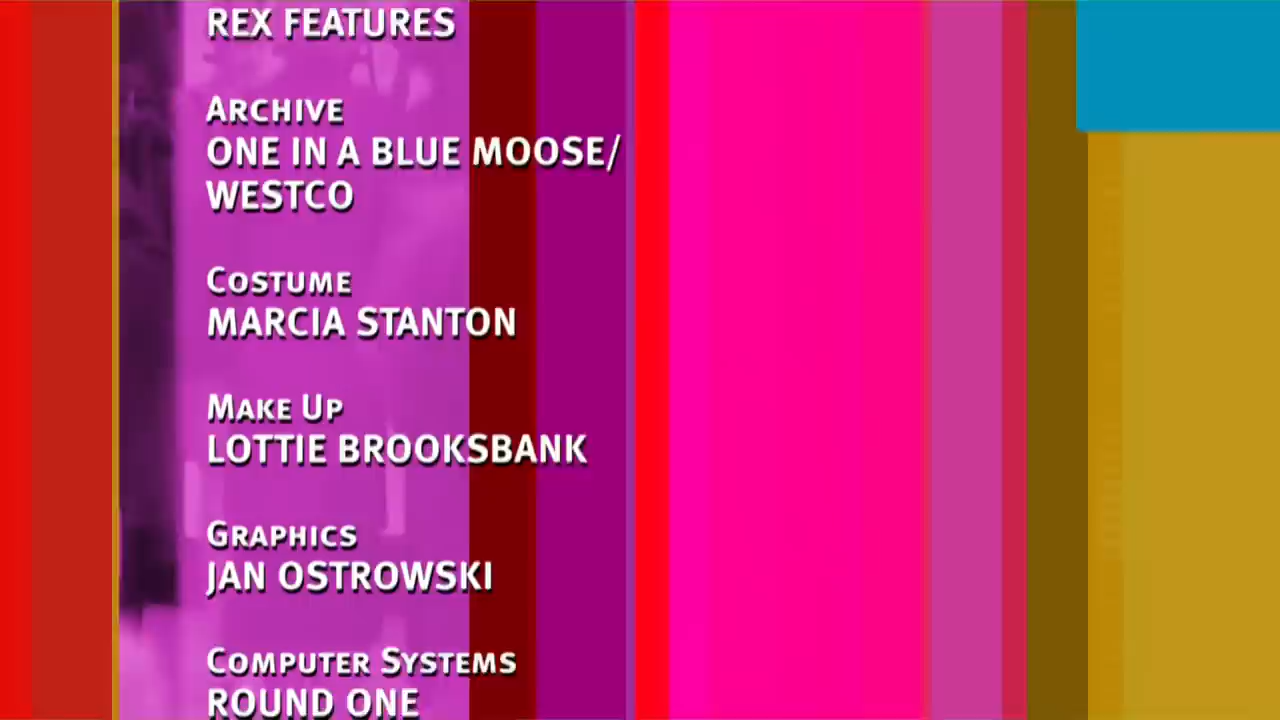 REX FEATURES
ARCHIVE
ONE IN A BLUE MOOSE/
WESTCO
COSTUME
MARCIA STANTON
MAKE UP
LOTTIE BROOKSBANK
GRAPHICS
JAN OSTROWSKI
COMPUTER SYSTEMS
ROUND ONE